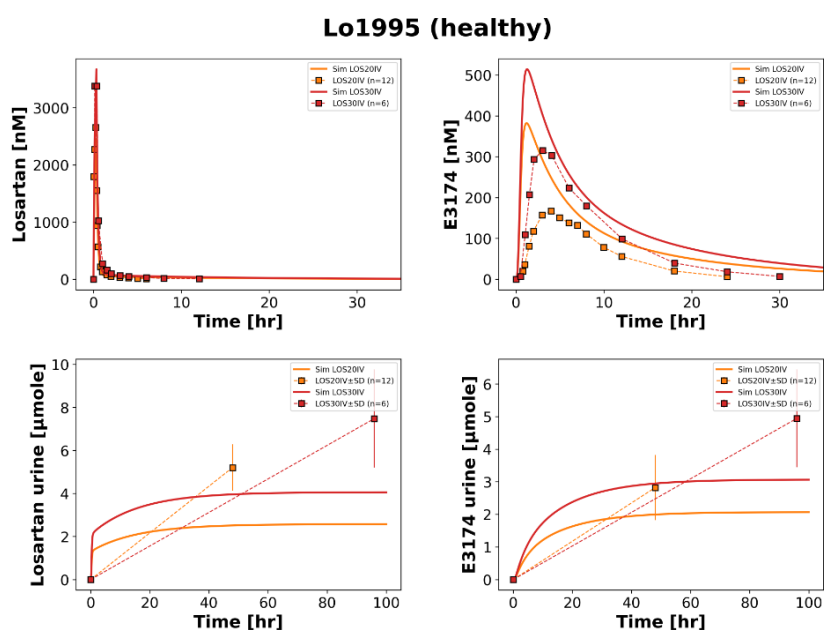 Lo1995 (healthy)
Losartan [nM]
3000
2000
1000
0
0
10
20
30
Time [hr]
Sim LOS20IV
LOS20IV (n=12)
Sim LOS30IV
LOS30IV (n=6)
E3174 [nM]
500
400
300
200
100
0
0
10
20
30
Time [hr]
Sim LOS20IV
LOS20IV (n=12)
Sim LOS30IV
LOS30IV (n=6)
Losartan urine [µmole]
10
8
6
4
2
0
0
20
40
60
80
100
Time [hr]
Sim LOS20IV
LOS20IV±SD (n=12)
Sim LOS30IV
LOS30IV±SD (n=6)
E3174 urine [µmole]
6
5
4
3
2
1
0
0
20
40
60
80
100
Time [hr]
Sim LOS20IV
LOS20IV±SD (n=12)
Sim LOS30IV
LOS30IV±SD (n=6)